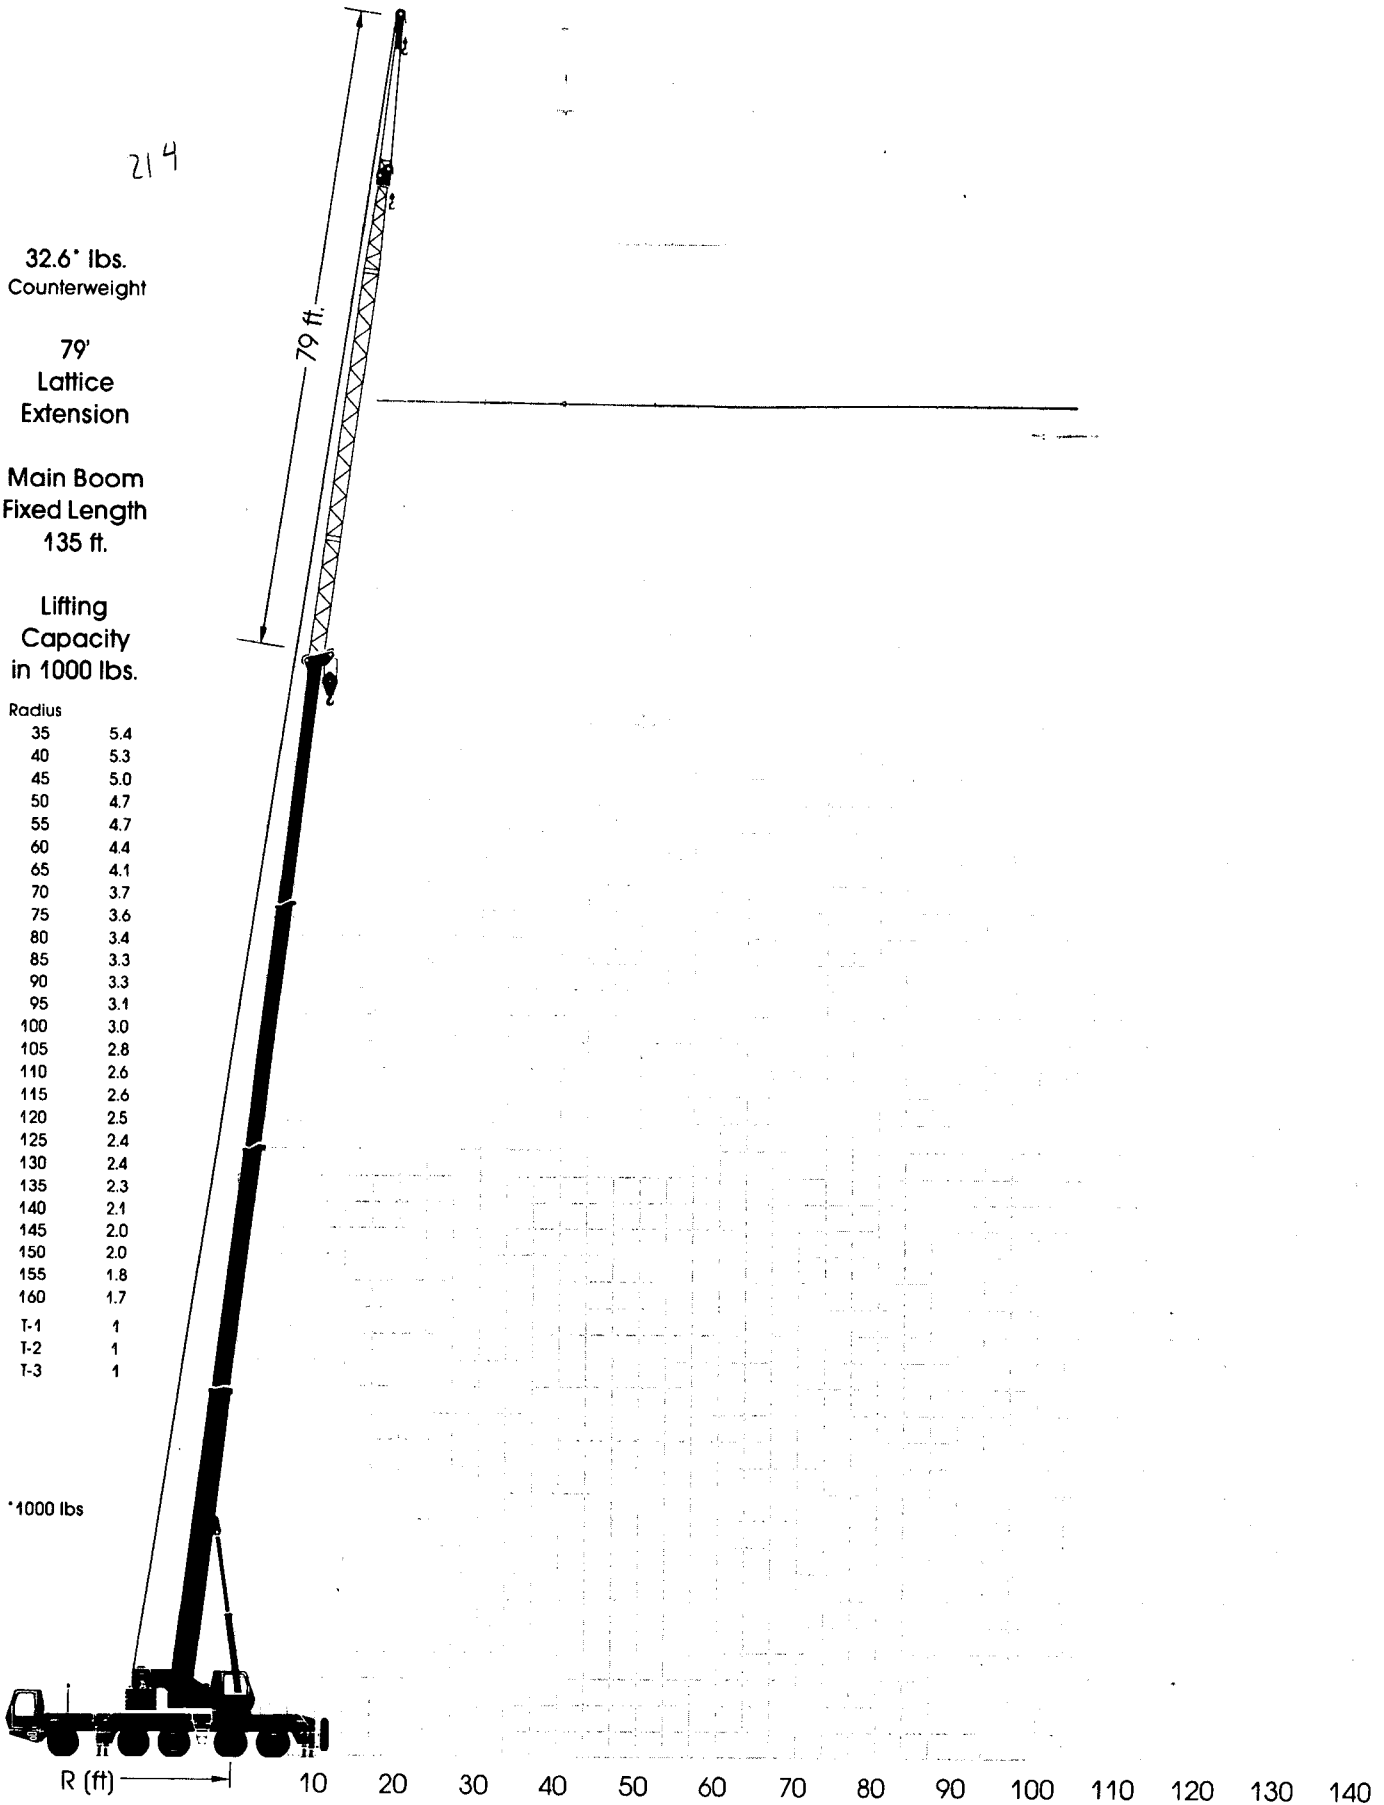 214
32.6* lbs.
Counterweight
79'
Lattice
Extension
Main Boom
Fixed Length
135 ft.
Lifting
Capacity
in 1000 lbs.
79 ft.
Radius
35 5.4
40 5.3
45 5.0
50 4.7
55 4.7
60 4.4
65 4.1
70 3.7
75 3.6
80 3.4
85 3.3
90 3.3
95 3.1
100 3.0
105 2.8
110 2.6
115 2.6
120 2.5
125 2.4
130 2.4
135 2.3
140 2.1
145 2.0
150 2.0
155 1.8
160 1.7
T-1 1
T-2 1
T-3 1
*1000 lbs
R (ft) 10 20 30 40 50 60 70 80 90 100 110 120 130 140